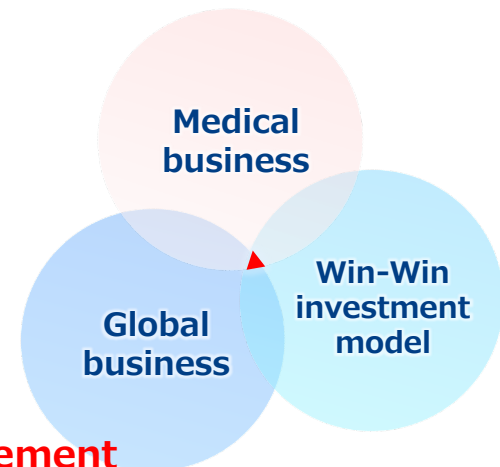 Medical
business
Win-Win
investment
model
Global
business
ement